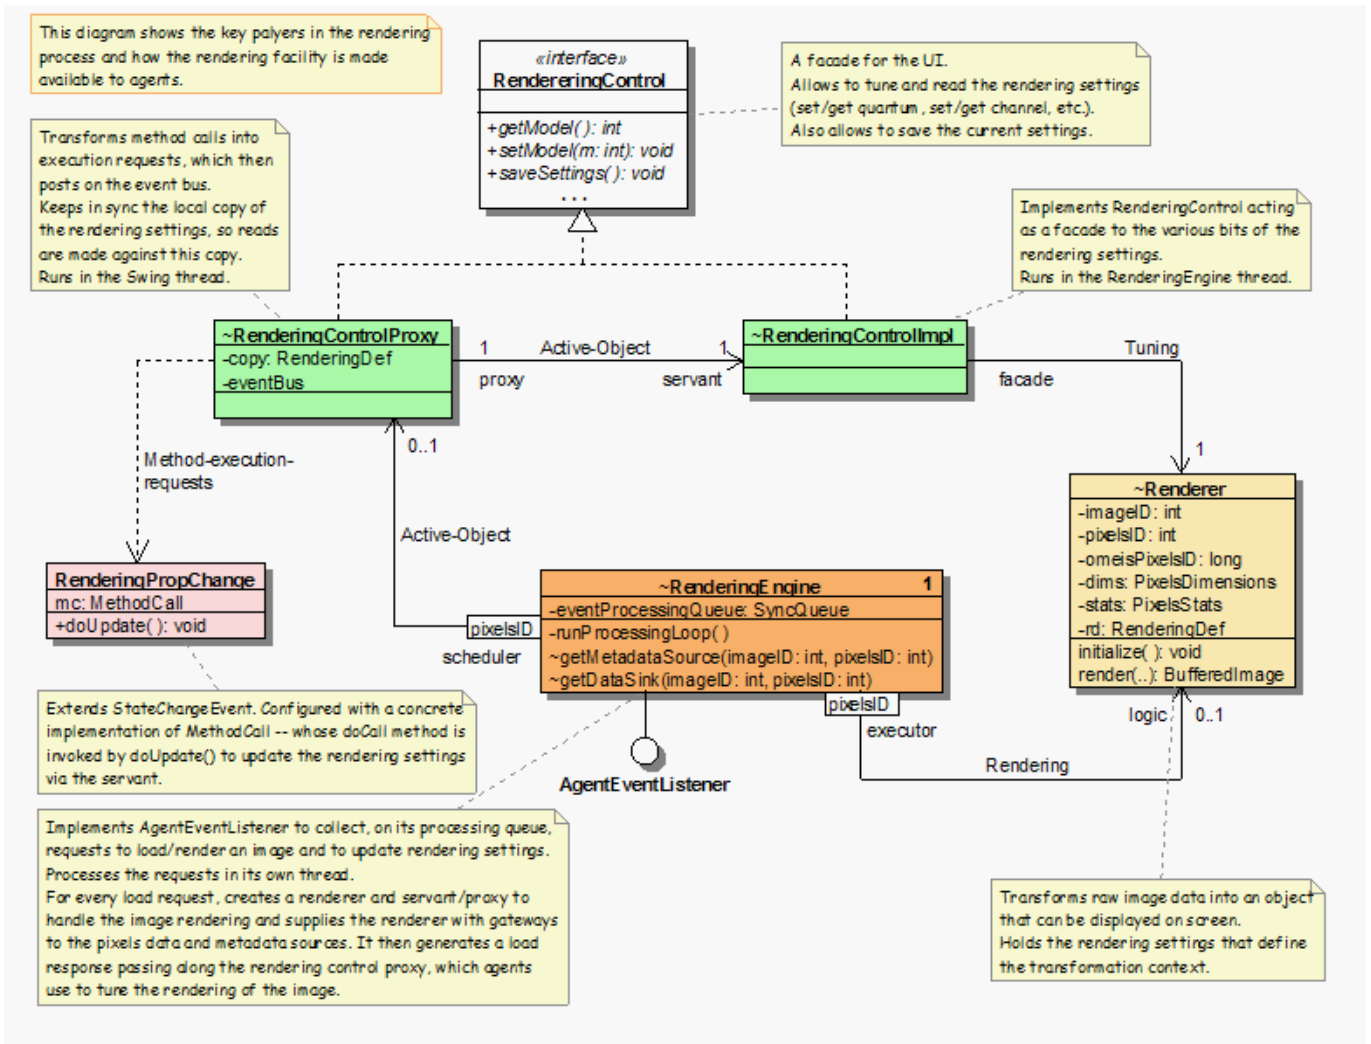 This diagram shows the key palyers in the rendering
process and how the rendering facility is made
available to agents.
«interface»
RendereringControl
+getModel( ): int
+setModel(m: int): void
+saveSettings( ): void
...
A facade for the UI.
Allows to tune and read the rendering settings
(set/get quantum, set/get channel, etc.).
Also allows to save the current settings.
Transforms method calls into
execution requests, which then
posts on the event bus.
Keeps in sync the local copy of
the rendering settings, so reads
are made against this copy.
Runs in the Swing thread.
Implements RenderingControl acting
as a facade to the various bits of the
rendering settings.
Runs in the RenderingEngine thread.
~RenderingControlProxy
-copy: RenderingDef
-eventBus
1
Active-Object
1
proxy
servant
~RenderingControlImpl
Tuning
facade
1
0..1
Method-execution-
requests
Active-Object
~Renderer
-imageID: int
-pixelsID: int
-omeisPixelsID: long
-dims: PixelsDimensions
-stats: PixelsStats
-rd: RenderingDef
initialize( ): void
render(..): BufferedImage
RenderingPropChange
mc: MethodCall
+doUpdate( ): void
~RenderingEngine
1
-eventProcessingQueue: SyncQueue
-runProcessingLoop( )
~getMetadataSource(imageID: int, pixelsID: int)
~getDataSink(imageID: int, pixelsID: int)
pixelsID
scheduler
pixelsID
executor
logic
0..1
Rendering
AgentEventListener
Extends StateChangeEvent. Configured with a concrete
implementation of MethodCall -- whose doCall method is
invoked by doUpdate() to update the rendering settings
via the servant.
Implements AgentEventListener to collect, on its processing queue,
requests to load/render an image and to update rendering settings.
Processes the requests in its own thread.
For every load request, creates a renderer and servant/proxy to
handle the image rendering and supplies the renderer with gateways
to the pixels data and metadata sources. It then generates a load
response passing along the rendering control proxy, which agents
use to tune the rendering of the image.
Transforms raw image data into an object
that can be displayed on screen.
Holds the rendering settings that define
the transformation context.